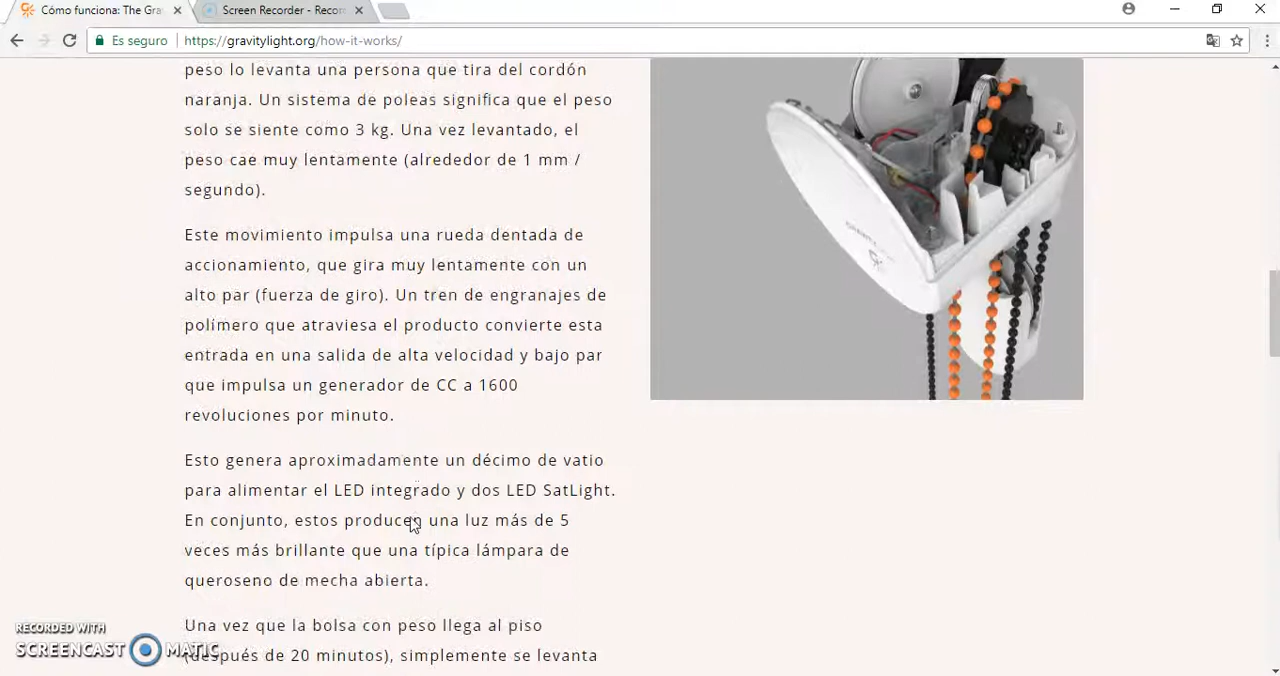 Cómo funciona: The Gra
Screen Recorder - Recor
Es seguro
https://gravitylight.org/how-it-works/
peso lo levanta una persona que tira del cordón
naranja. Un sistema de poleas significa que el peso
solo se siente como 3 kg. Una vez levantado, el
peso cae muy lentamente (alrededor de 1 mm /
segundo).
Este movimiento impulsa una rueda dentada de
accionamiento, que gira muy lentamente con un
alto par (fuerza de giro). Un tren de engranajes de
polímero que atraviesa el producto convierte esta
entrada en una salida de alta velocidad y bajo par
que impulsa un generador de CC a 1600
revoluciones por minuto.
Esto genera aproximadamente un décimo de vatio
para alimentar el LED integrado y dos LED SatLight.
En conjunto, estos producen una luz más de 5
veces más brillante que una típica lámpara de
queroseno de mecha abierta.
Una vez que la bolsa con peso llega al piso
(después de 20 minutos), simplemente se levanta
RECORDED WITH
SCREENCAST MATIC